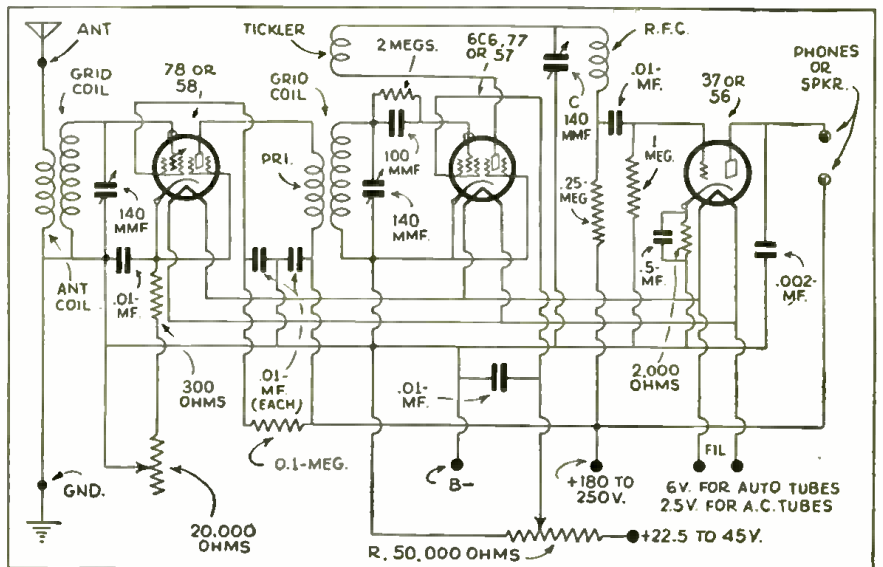 ANT
GRID
COIL
78 OR
58
TICKLER
2 MEGS.
GRID
COIL
6C6,77
OR 57
R.F.C.
PHONES
OR
SPKR.
C
140
MMF
.01-
MF.
37 OR
56
PRI.
100
MMF
140
MMF.
140
MMF.
1
MEG.
.25-
MEG
.5-
MF.
.002-
MF.
ANT
COIL
.01-
MF.
300
OHMS
.01-
MF.
(EACH)
.01-
MF.
2,000
OHMS
GND.
0.1-MEG.
B-
+180 TO
250V.
FIL
6V. FOR AUTO TUBES
2.5V. FOR A.C. TUBES
20,000
OHMS
R, 50,000 OHMS
+22.5 TO 45V.